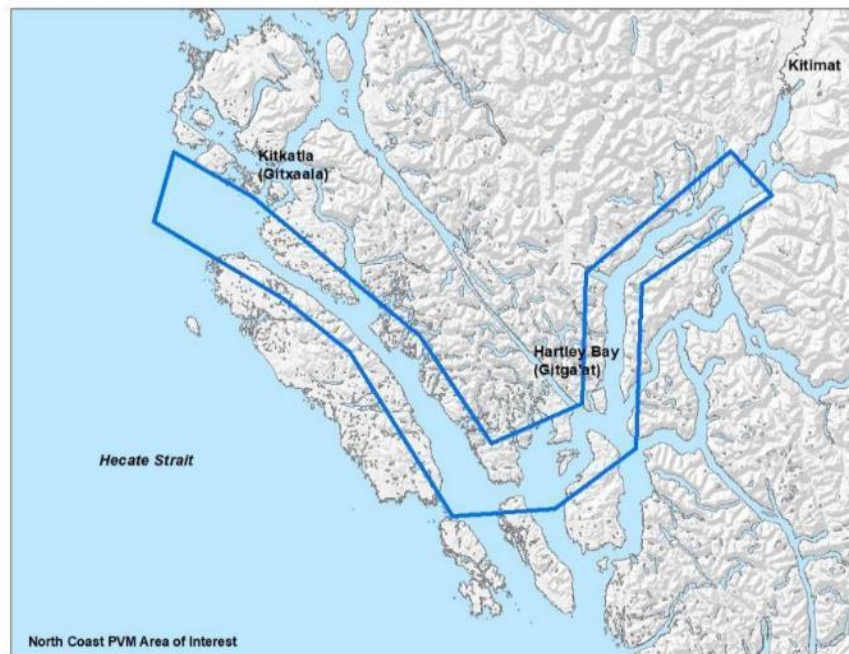 Kitimat
Kitkatla
(Gitxaala)
Hartley Bay
(Gitga'at)
Hecate Strait
North Coast PVM Area of Interest